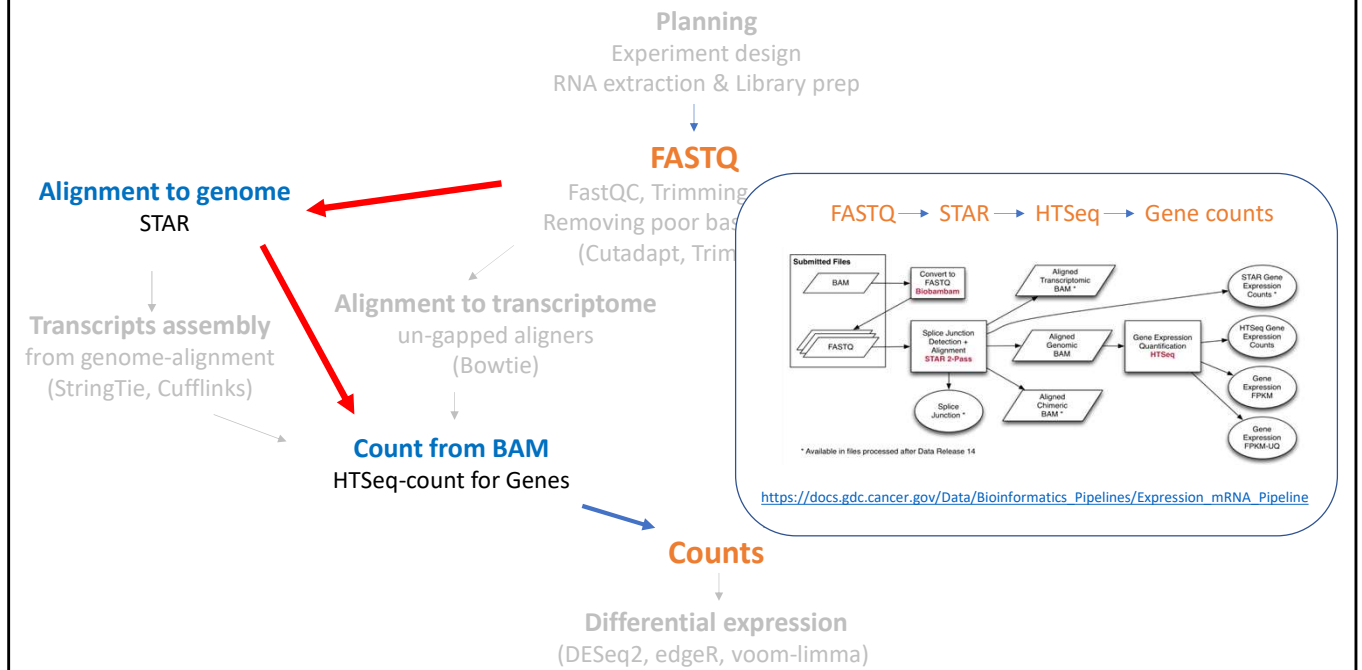 Planning
Experiment design
RNA extraction & Library prep
FASTQ
FastQC, Trimming
Removing poor bas
(Cutadapt, Trim
Alignment to genome
STAR
Alignment to transcriptome
un-gapped aligners
(Bowtie)
Transcripts assembly
from genome-alignment
(StringTie, Cufflinks)
Count from BAM
HTSeq-count for Genes
Counts
Differential expression
(DESeq2, edgeR, voom-limma)
FASTQ STAR HTSeq Gene counts
Submitted Files
BAM
Convert to
FASTQ
Biobambam
FASTQ
Splice Junction
Detection +
Alignment
STAR 2-Pass
Aligned
Transcriptomic
BAM *
Aligned
Genomic
BAM
Aligned
Chimeric
BAM *
Splice
Junction *
Gene Expression
Quantification
HTSeq
STAR Gene
Expression
Counts *
HTSeq Gene
Expression
Counts
Gene
Expression
FPKM
Gene
Expression
FPKM-UQ
* Available in files processed after Data Release 14
https://docs.gdc.cancer.gov/Data/Bioinformatics_Pipelines/Expression_mRNA_Pipeline